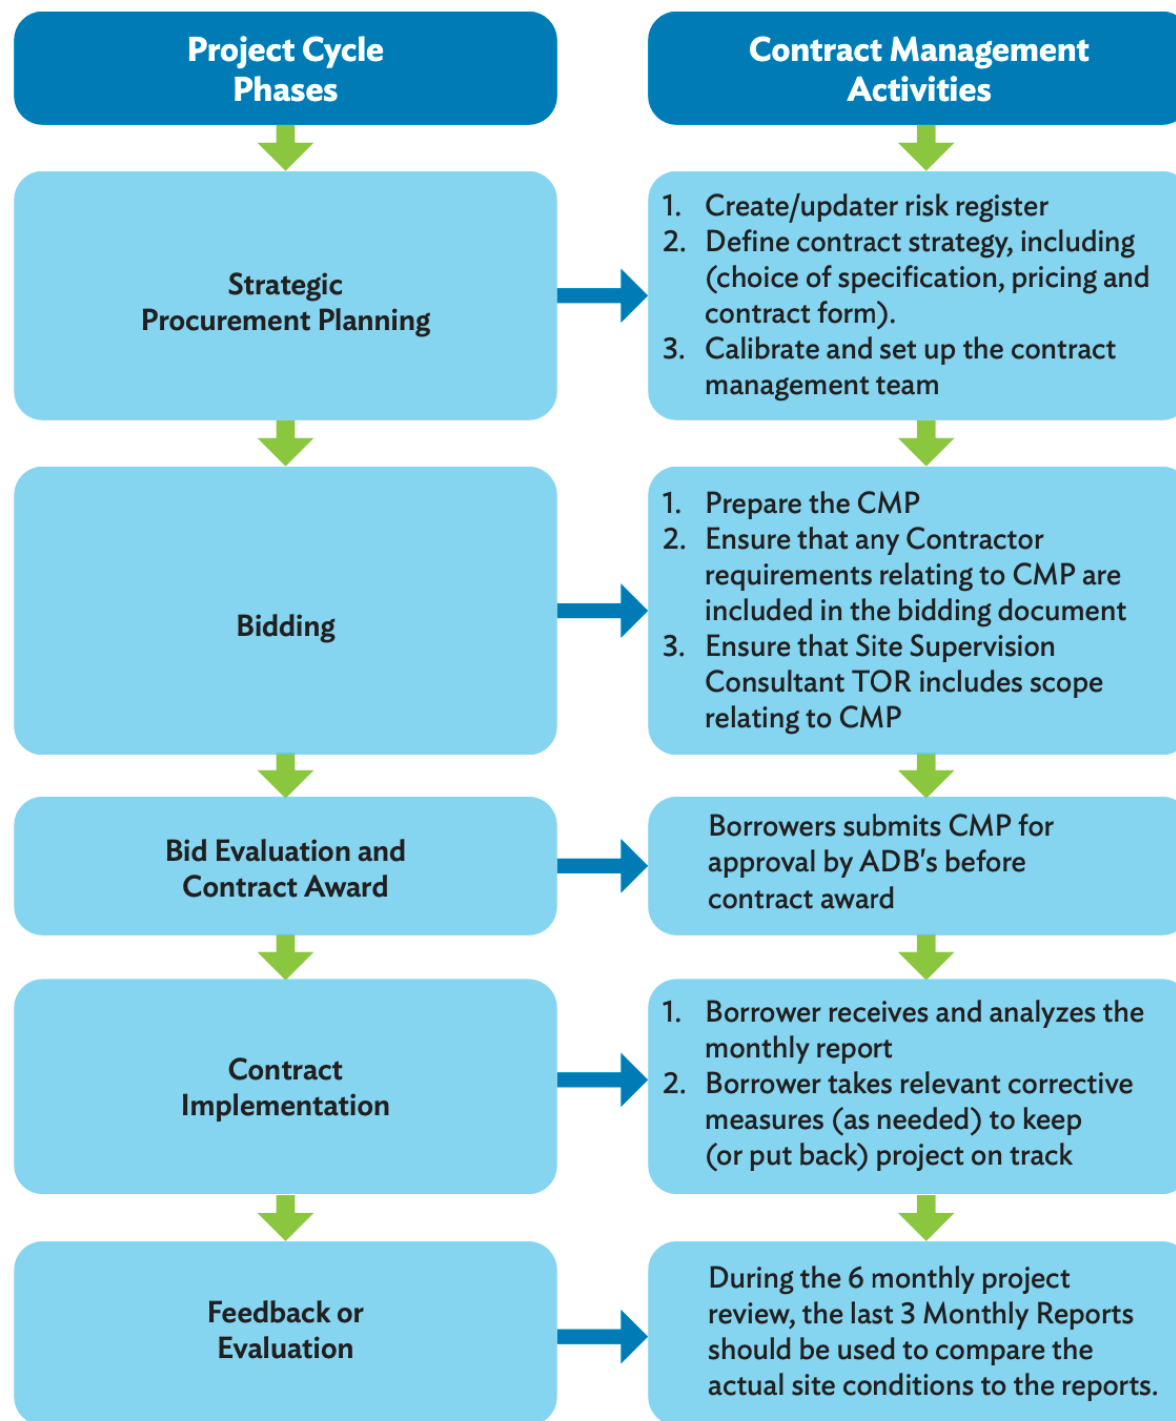 Project Cycle
Phases
Contract Management
Activities
Strategic
Procurement Planning
1. Create/updater risk register
2. Define contract strategy, including
(choice of specification, pricing and
contract form).
3. Calibrate and set up the contract
management team
Bidding
1. Prepare the CMP
2. Ensure that any Contractor
requirements relating to CMP are
included in the bidding document
3. Ensure that Site Supervision
Consultant TOR includes scope
relating to CMP
Bid Evaluation and
Contract Award
Borrowers submits CMP for
approval by ADB's before
contract award
Contract
Implementation
1. Borrower receives and analyzes the
monthly report
2. Borrower takes relevant corrective
measures (as needed) to keep
(or put back) project on track
Feedback or
Evaluation
During the 6 monthly project
review, the last 3 Monthly Reports
should be used to compare the
actual site conditions to the reports.